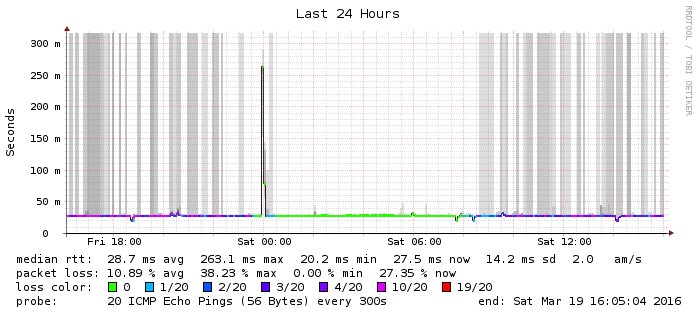 Last 24 Hours
RRDTOOL / TOBI OETIKER
Seconds
300 m
250 m
200 m
150 m
100 m
50 m
0
Fri 18:00 Sat 00:00 Sat 06:00 Sat 12:00
median rtt: 28.7 ms avg 263.1 ms max 20.2 ms min 27.5 ms now 14.2 ms sd 2.0 am/s
packet loss: 10.89 % avg 38.23 % max 0.00 % min 27.35 % now
loss color: 0 1/20 2/20 3/20 4/20 10/20 19/20
probe: 20 ICMP Echo Pings (56 Bytes) every 300s end: Sat Mar 19 16:05:04 2016